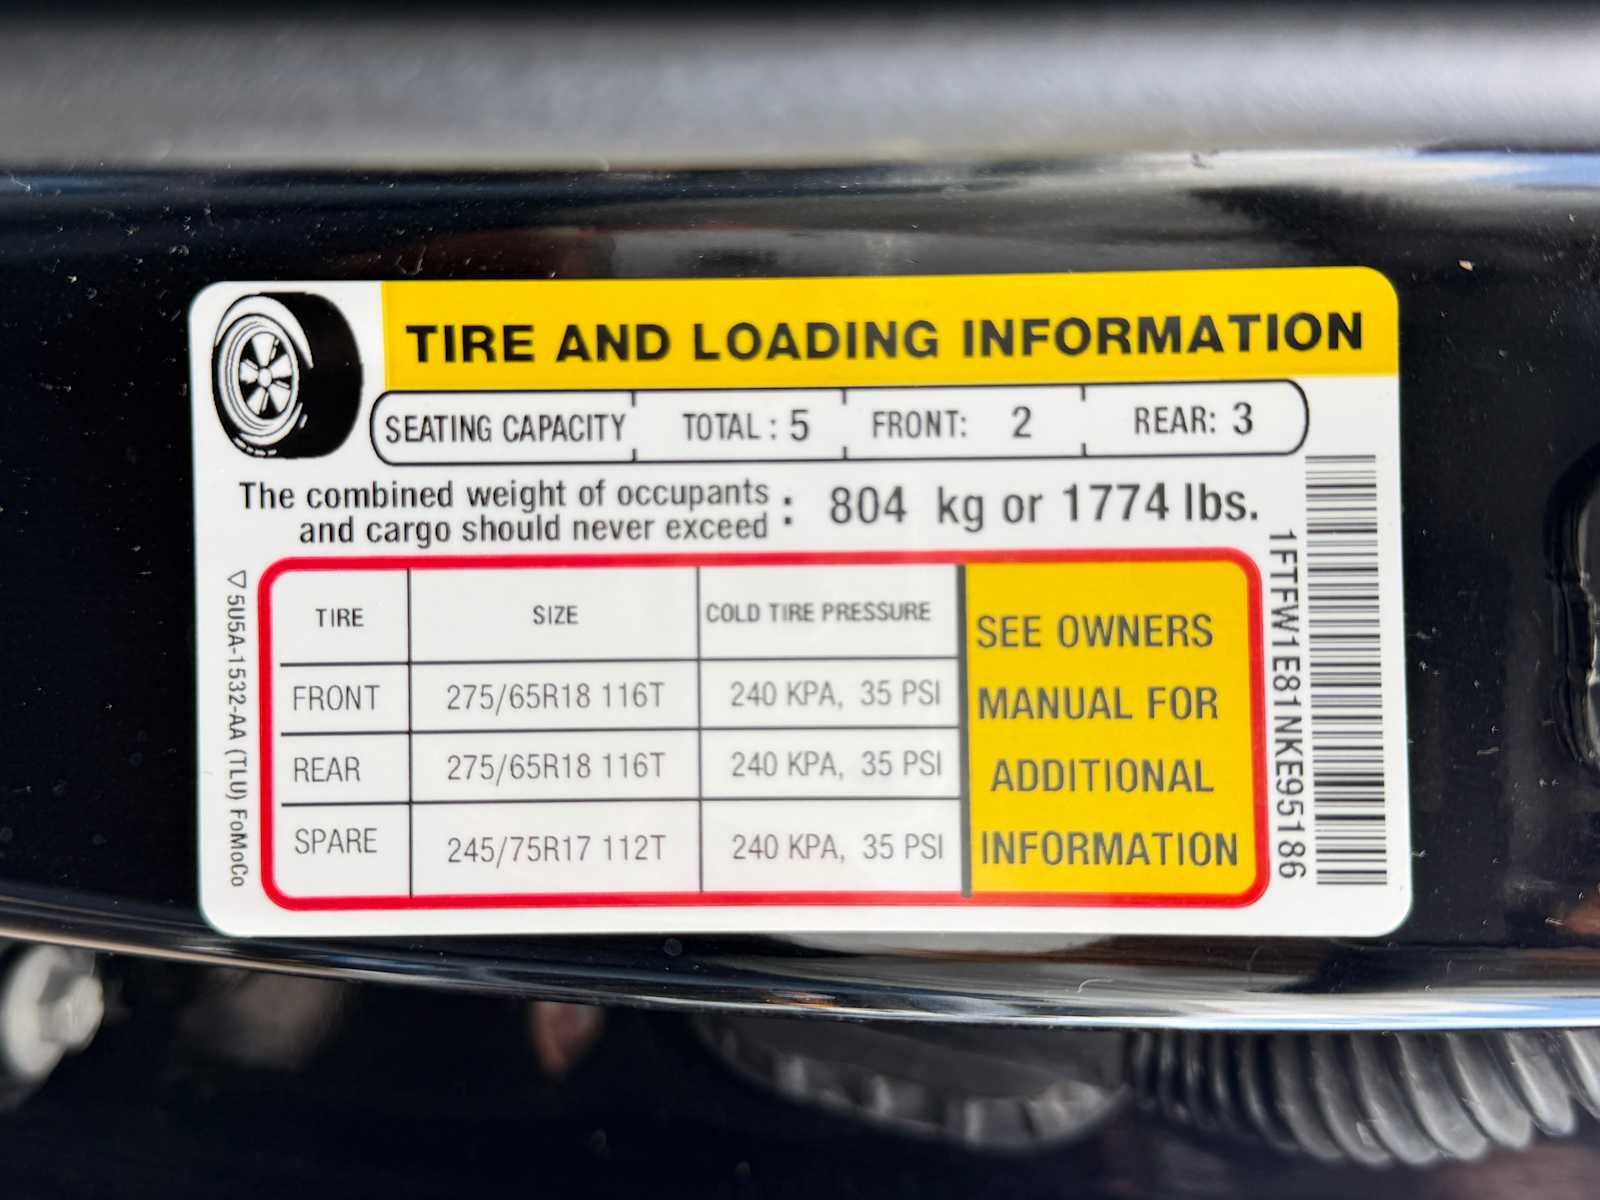 TIRE AND LOADING INFORMATION
SEATING CAPACITY TOTAL : 5 FRONT: 2 REAR: 3
The combined weight of occupants
and cargo should never exceed : 804 kg or 1774 lbs.
TIRE SIZE COLD TIRE PRESSURE
FRONT 275/65R18 116T 240 KPA, 35 PSI
REAR 275/65R18 116T 240 KPA, 35 PSI
SPARE 245/75R17 112T 240 KPA, 35 PSI
SEE OWNERS
MANUAL FOR
ADDITIONAL
INFORMATION
5U5A-1532-AA (TLU) FoMoCo
1FTFW1E81NKE95186